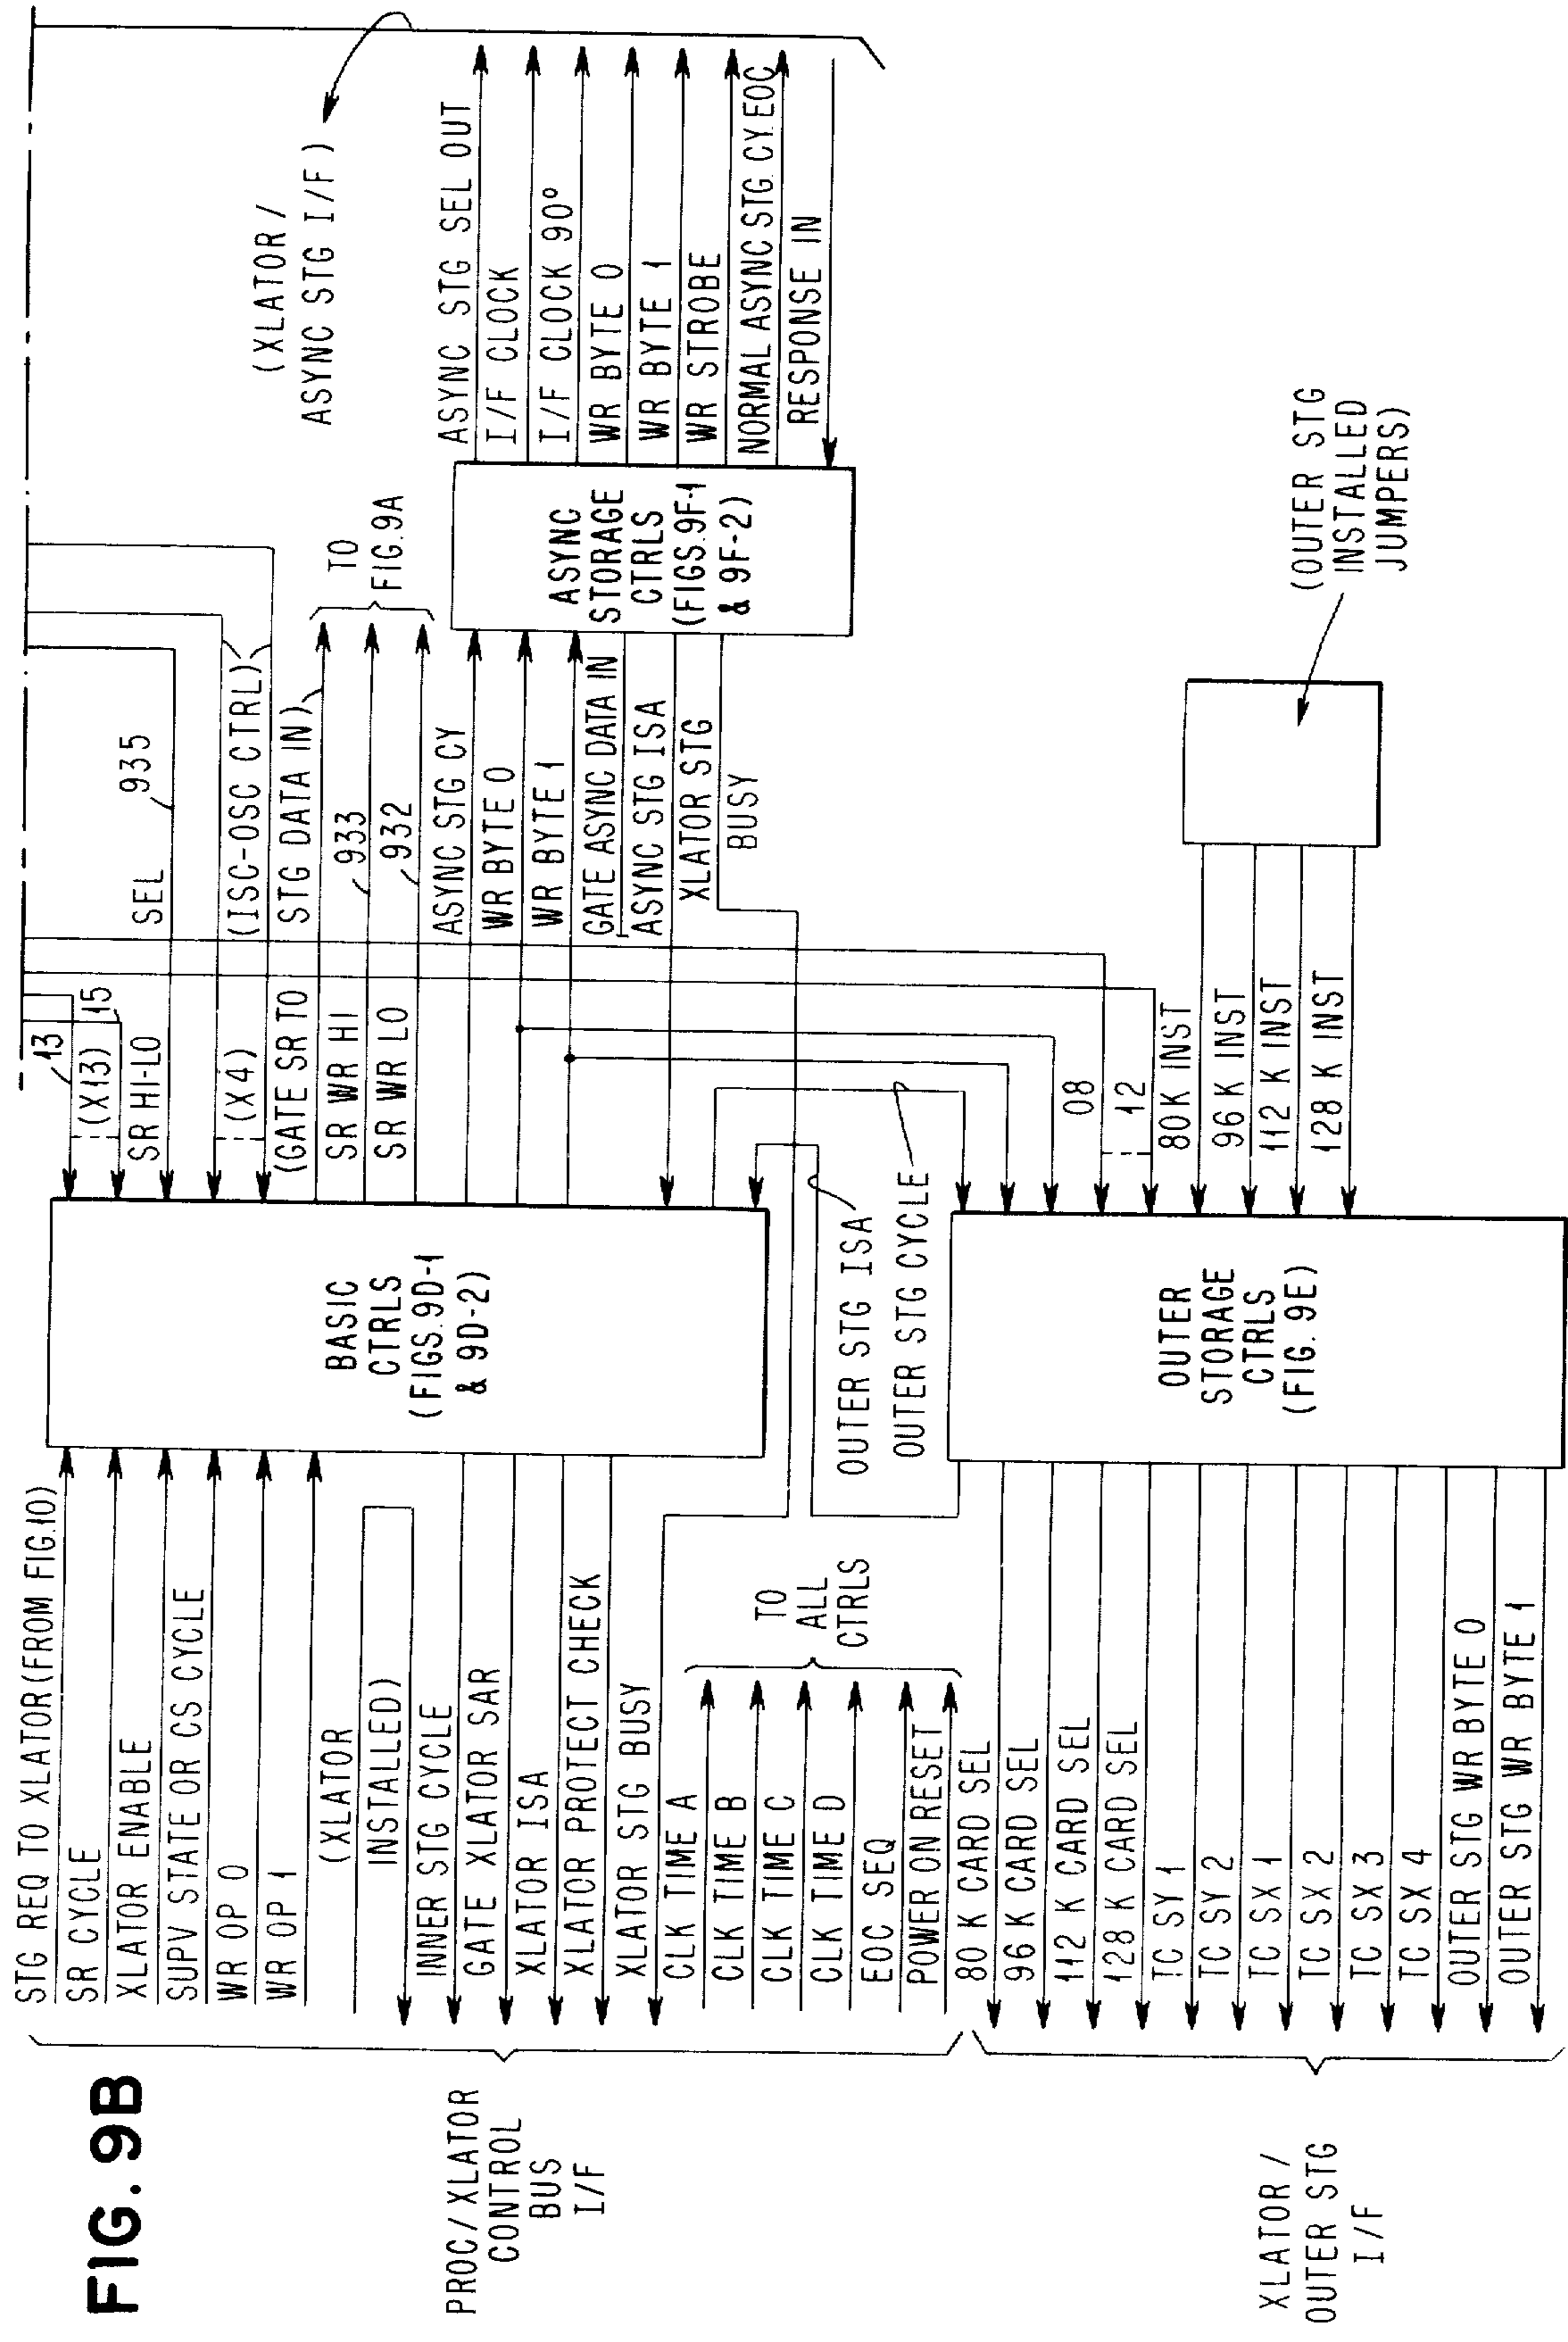 FIG. 9B
PROC/XLATOR
CONTROL
BUS
I/F
XLATOR/
OUTER STG
I/F
STG REQ TO XLATOR (FROM FIG.10)
SR CYCLE
XLATOR ENABLE
SUPV STATE OR CS CYCLE
WR OP 0
WR OP 1
(XLATOR
INSTALLED)
INNER STG CYCLE
GATE XLATOR SAR
XLATOR ISA
XLATOR PROTECT CHECK
XLATOR STG BUSY
CLK TIME A
CLK TIME B
CLK TIME C
CLK TIME D
EOC SEQ
POWER ON RESET
TO
ALL
CTRLS
80 K CARD SEL
96 K CARD SEL
112 K CARD SEL
128 K CARD SEL
TC SY 1
TC SY 2
TC SX 1
TC SX 2
TC SX 3
TC SX 4
OUTER STG WR BYTE 0
OUTER STG WR BYTE 1
BASIC
CTRLS
(FIGS. 9D-1
& 9D-2)
OUTER STG ISA
OUTER STG CYCLE
OUTER
STORAGE
CTRLS
(FIG. 9E)
13
(X13)
15
SR HI-LO SEL
935
(X4)
(ISC-OSC CTRL)
(GATE SR TO STG DATA IN)
SR WR HI
933
SR WR LO
932
TO
FIG. 9A
ASYNC STG CY
WR BYTE 0
WR BYTE 1
GATE ASYNC DATA IN
ASYNC STG ISA
XLATOR STG
BUSY
08
12
80K INST
96 K INST
112 K INST
128 K INST
(OUTER STG
INSTALLED
JUMPERS)
ASYNC
STORAGE
CTRLS
(FIGS. 9F-1
& 9F-2)
(XLATOR/
ASYNC STG I/F)
ASYNC STG SEL OUT
I/F CLOCK
I/F CLOCK 90°
WR BYTE 0
WR BYTE 1
WR STROBE
NORMAL ASYNC STG CY EOC
RESPONSE IN